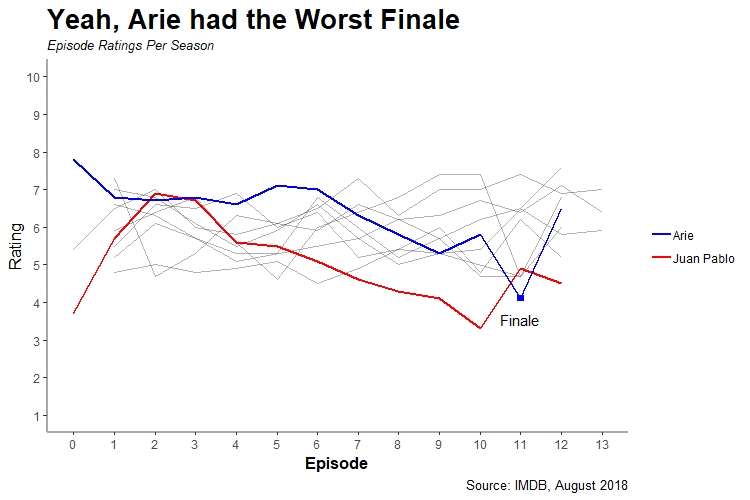 Yeah, Arie had the Worst Finale
Episode Ratings Per Season
10
9
8
7
6
5
4
3
2
1
Rating
Arie
Juan Pablo
Finale
0 1 2 3 4 5 6 7 8 9 10 11 12 13
Episode
Source: IMDB, August 2018